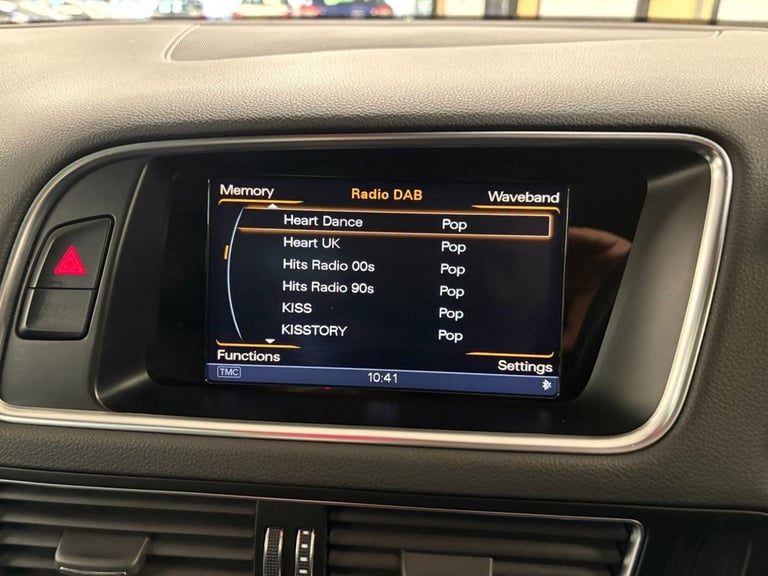 Memory Radio DAB Waveband
Heart Dance Pop
Heart UK Pop
Hits Radio 00s Pop
Hits Radio 90s Pop
KISS Pop
KISSTORY Pop
Functions Settings
TMC 10:41